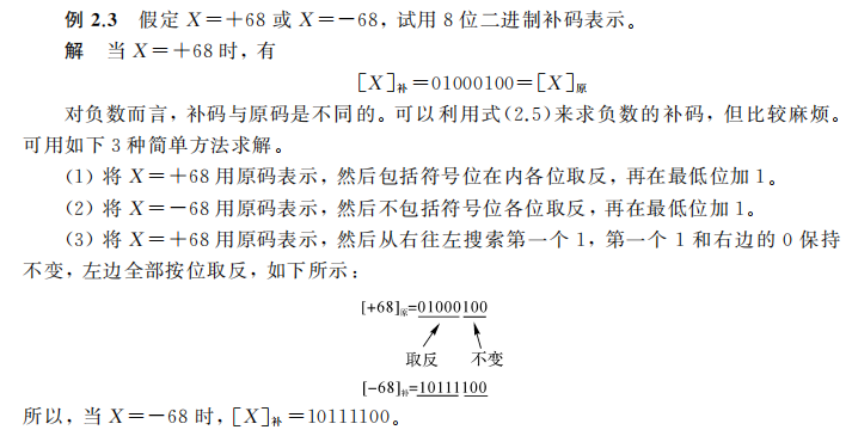 例 2.3 假定 X=+68 或 X=-68，试用 8 位二进制补码表示。
解 当 X=+68 时，有
[X]补=01000100=[X]原
对负数而言，补码与原码是不同的。可以利用式(2.5)来求负数的补码，但比较麻烦。
可用如下 3 种简单方法求解。
(1) 将 X=+68 用原码表示，然后包括符号位在内各位取反，再在最低位加 1。
(2) 将 X=-68 用原码表示，然后不包括符号位各位取反，再在最低位加 1。
(3) 将 X=+68 用原码表示，然后从右往左搜索第一个 1，第一个 1 和右边的 0 保持
不变，左边全部按位取反，如下所示：
[+68]原=01000100
取反 不变
[-68]补=10111100
所以，当 X=-68 时，[X]补=10111100。